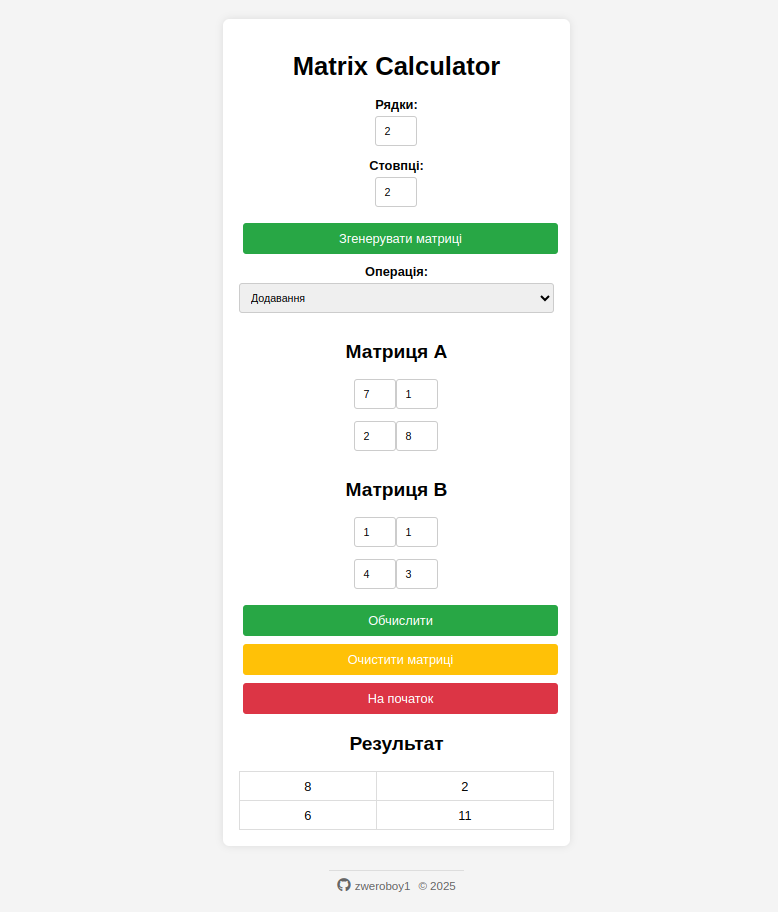 Matrix Calculator
Рядки:
2
Стовпці:
2
Згенерувати матриці
Операція:
Додавання
Матриця A
7 1
2 8
Матриця B
1 1
4 3
Обчислити
Очистити матриці
На початок
Результат
8 2
6 11
zweroboy1 © 2025